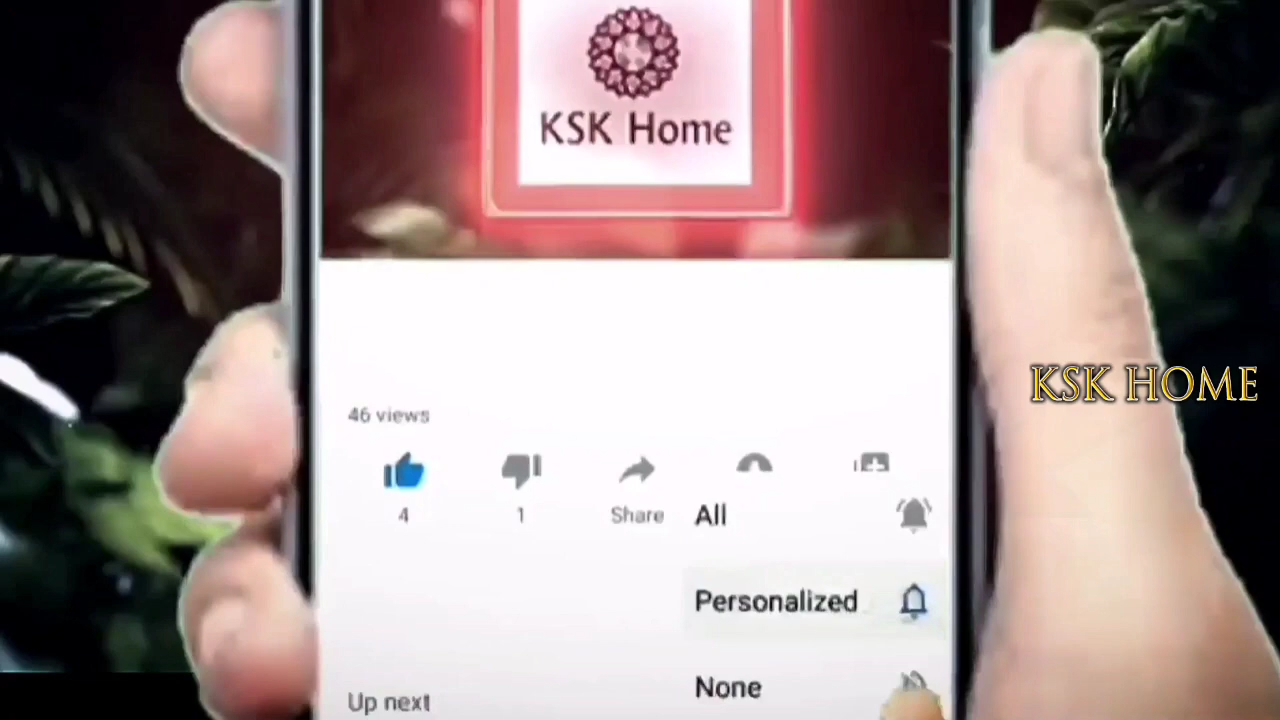 KSK Home
KSK HOME
46 views
4
1
Share
All
Personalized
None
Up next